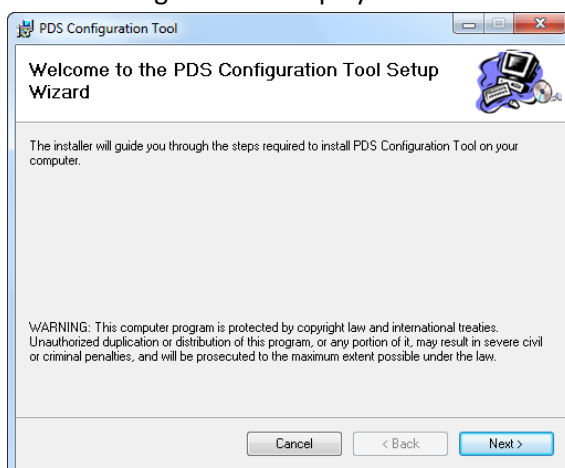 PDS Configuration Tool
Welcome to the PDS Configuration Tool Setup
Wizard
The installer will guide you through the steps required to install PDS Configuration Tool on your
computer.
WARNING: This computer program is protected by copyright law and international treaties.
Unauthorized duplication or distribution of this program, or any portion of it, may result in severe civil
or criminal penalties, and will be prosecuted to the maximum extent possible under the law.
Cancel
< Back
Next >